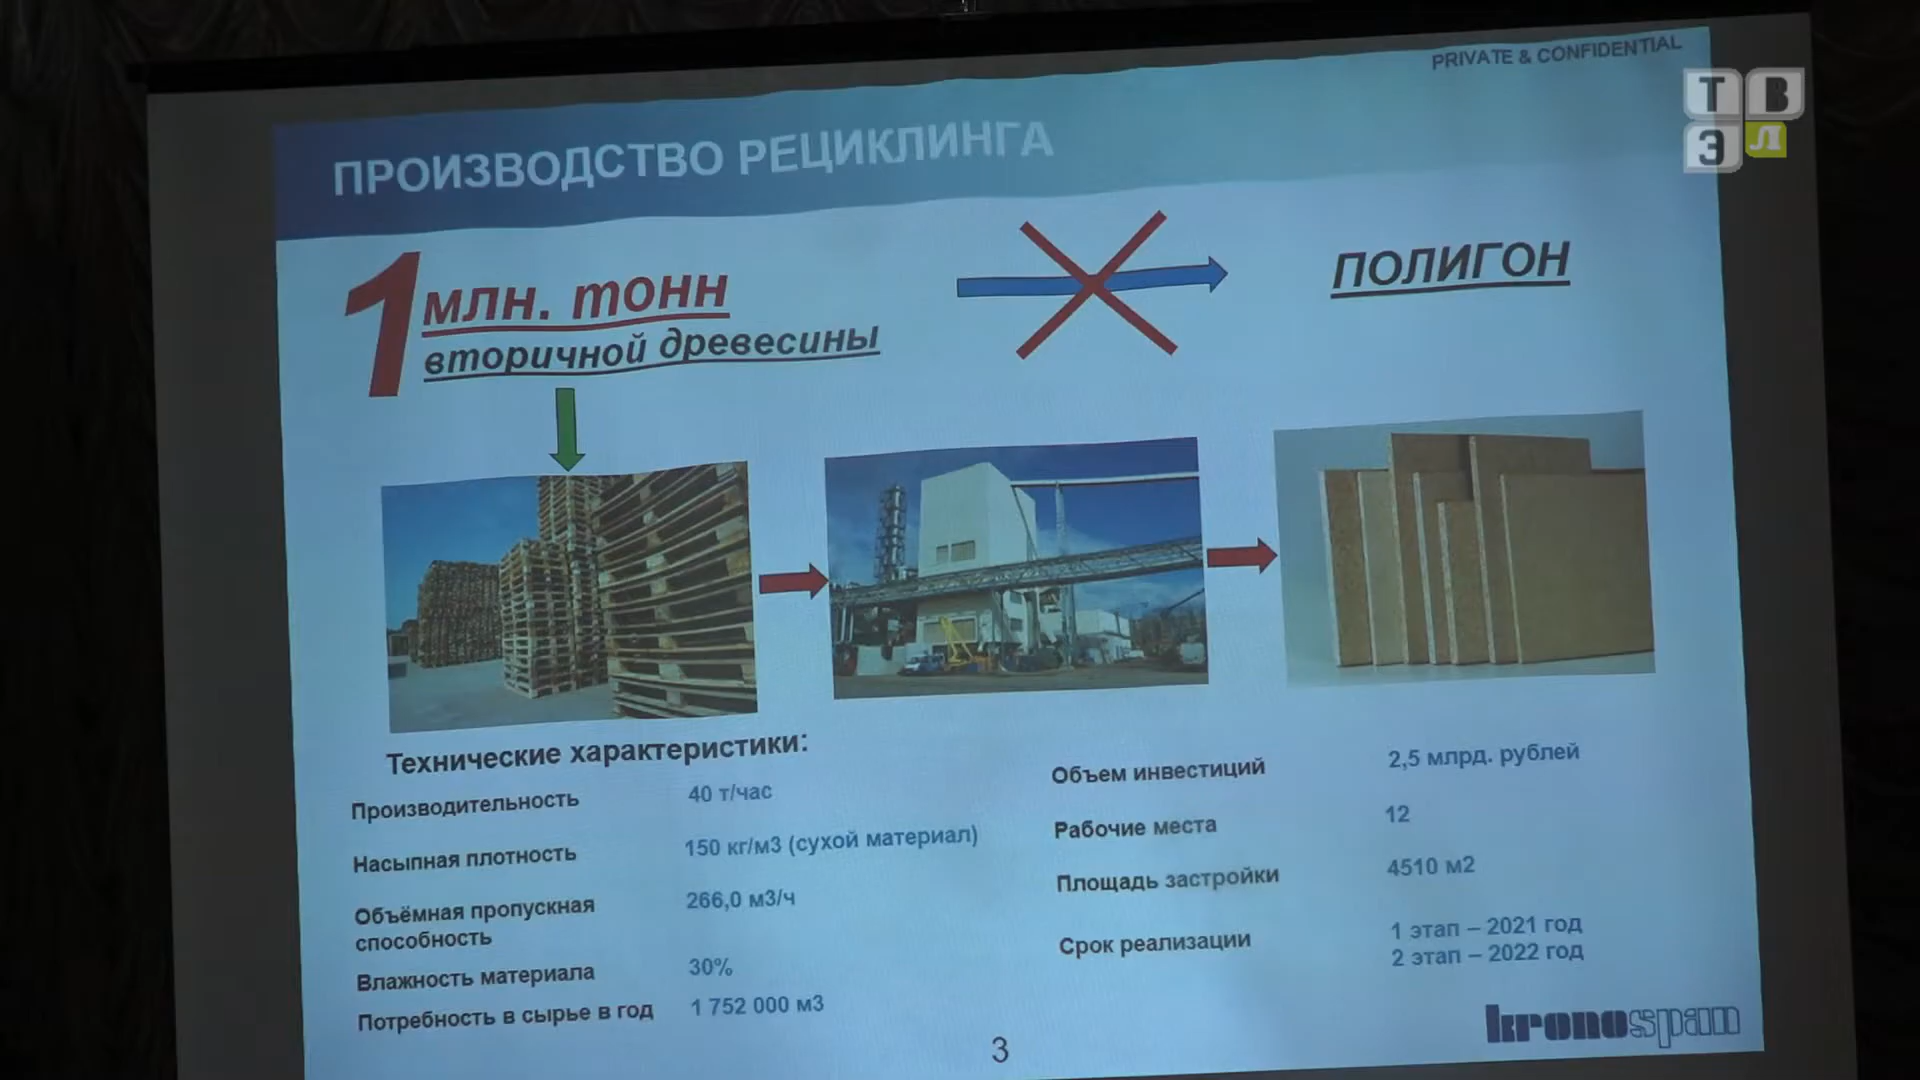 PRIVATE & CONFIDENTIAL
Т В
Э Л
ПРОИЗВОДСТВО РЕЦИКЛИНГА
1 млн. тонн
вторичной древесины
ПОЛИГОН
Технические характеристики:
Производительность 40 т/час
Насыпная плотность 150 кг/м3 (сухой материал)
Объёмная пропускная
способность 266,0 м3/ч
Влажность материала 30%
Потребность в сырье в год 1 752 000 м3
Объем инвестиций 2,5 млрд. рублей
Рабочие места 12
Площадь застройки 4510 м2
Срок реализации 1 этап – 2021 год
2 этап – 2022 год
kronospan
3